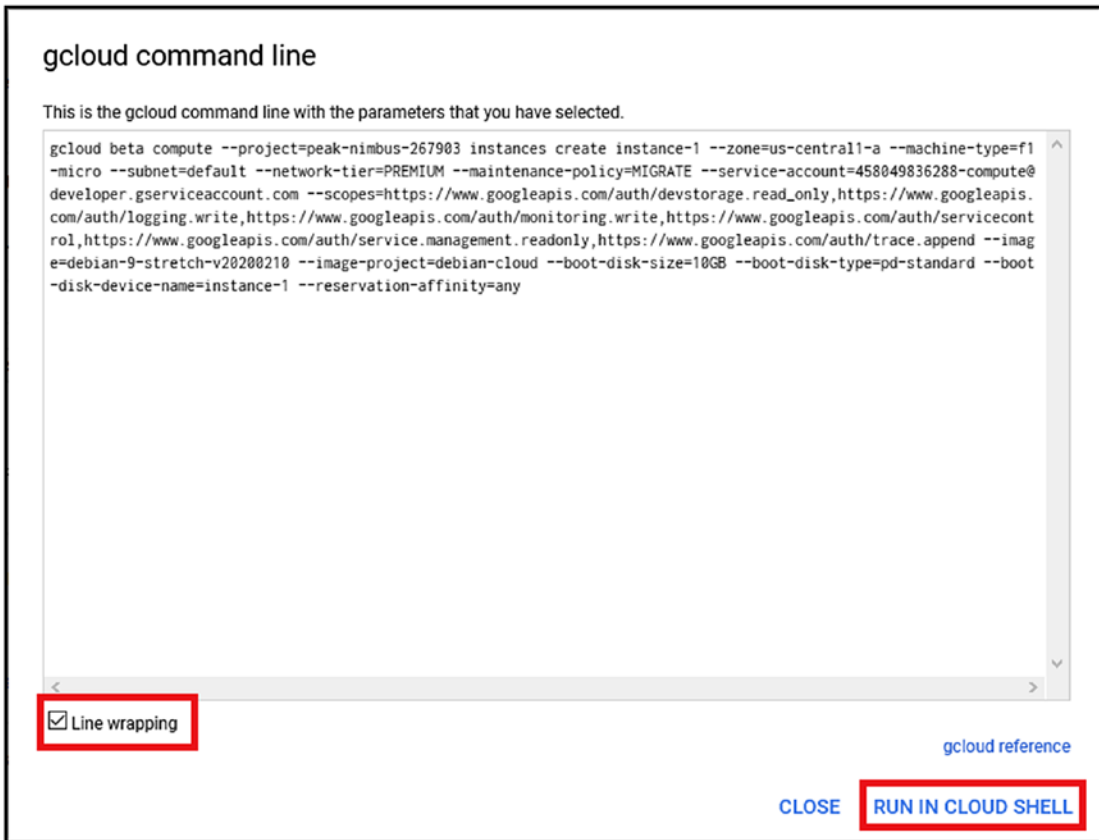 gcloud command line
This is the gcloud command line with the parameters that you have selected.
gcloud beta compute --project=peak-nimbus-267903 instances create instance-1 --zone=us-central1-a --machine-type=f1
-micro --subnet=default --network-tier=PREMIUM --maintenance-policy=MIGRATE --service-account=458049836288-compute@
developer.gserviceaccount.com --scopes=https://www.googleapis.com/auth/devstorage.read_only,https://www.googleapis.
com/auth/logging.write,https://www.googleapis.com/auth/monitoring.write,https://www.googleapis.com/auth/servicecont
rol,https://www.googleapis.com/auth/service.management.readonly,https://www.googleapis.com/auth/trace.append --imag
e=debian-9-stretch-v20200210 --image-project=debian-cloud --boot-disk-size=10GB --boot-disk-type=pd-standard --boot
-disk-device-name=instance-1 --reservation-affinity=any
Line wrapping
gcloud reference
CLOSE RUN IN CLOUD SHELL